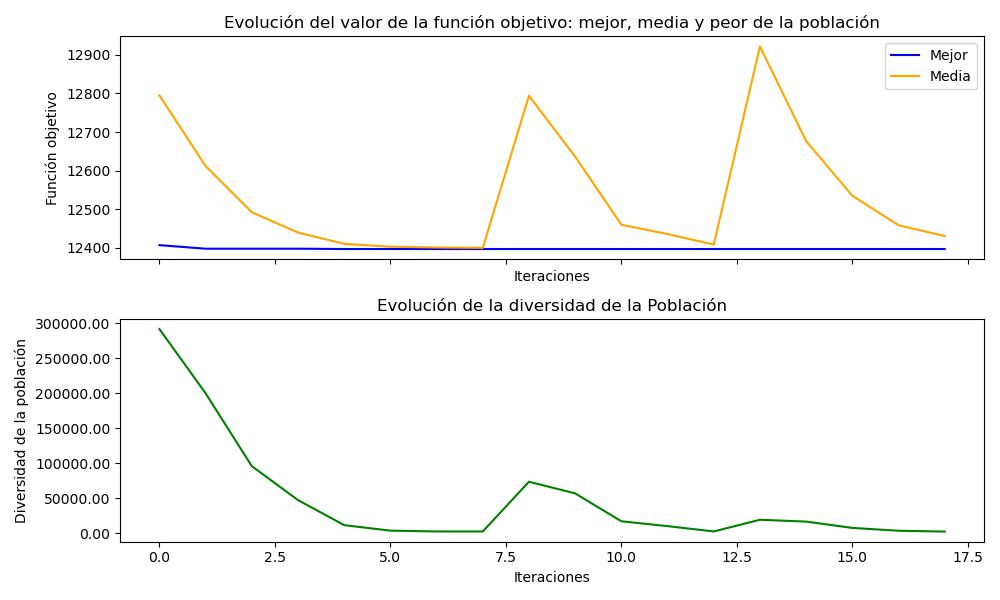 Evolución del valor de la función objetivo: mejor, media y peor de la población
Función objetivo
12900
12800
12700
12600
12500
12400
Mejor
Media
Iteraciones
Evolución de la diversidad de la Población
Diversidad de la población
300000.00
250000.00
200000.00
150000.00
100000.00
50000.00
0.00
0.0 2.5 5.0 7.5 10.0 12.5 15.0 17.5
Iteraciones